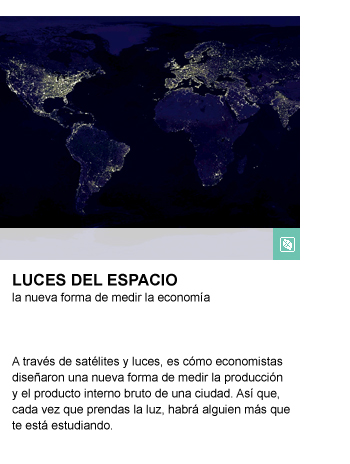 LUCES DEL ESPACIO
la nueva forma de medir la economía
A través de satélites y luces, es cómo economistas
diseñaron una nueva forma de medir la producción
y el producto interno bruto de una ciudad. Así que,
cada vez que prendas la luz, habrá alguien más que
te está estudiando.